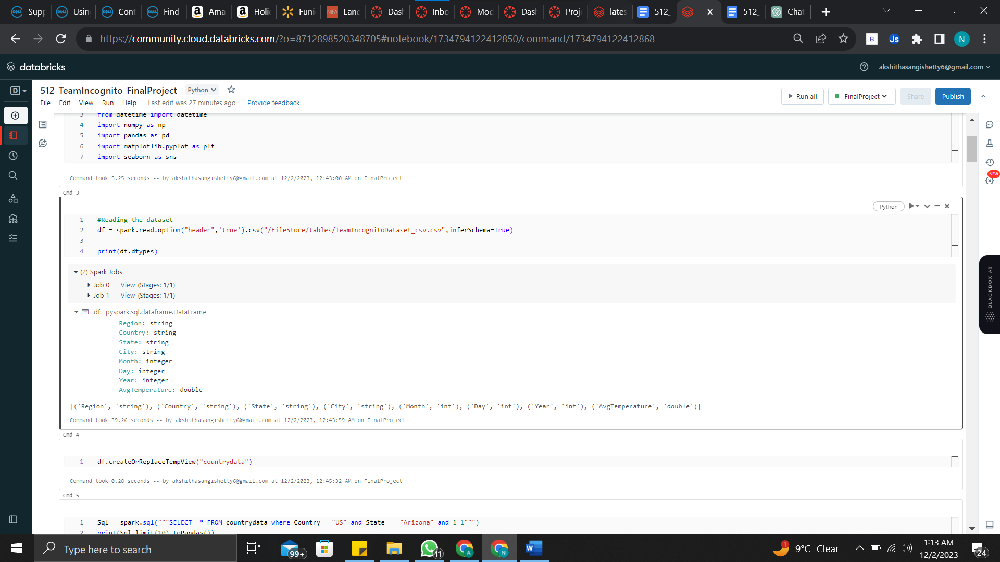 Supp
Usin
Cont
Find
Ama
Holic
Funi
NIFA
Land
Dash
Inbo
Mod
Dash
Proje
lates
512_
512_
Chat
https://community.cloud.databricks.com/?o=8712898520348705#notebook/1734794122412850/command/1734794122412868
B
Js
N
databricks
akshithasangishetty6@gmail.com
D
512_TeamIncognito_FinalProject
Python
File Edit View Run Help Last edit was 27 minutes ago Provide feedback
Run all
FinalProject
Share
Publish
3 from datetime import datetime
4 import numpy as np
5 import pandas as pd
6 import matplotlib.pyplot as plt
7 import seaborn as sns
Command took 5.25 seconds -- by akshithasangishetty6@gmail.com at 12/2/2023, 12:43:00 AM on FinalProject
NEW
Cmd 3
Python
1 #Reading the dataset
2 df = spark.read.option("header",'true').csv("/FileStore/tables/TeamIncognitoDataset_csv.csv",inferSchema=True)
3
4 print(df.dtypes)
(2) Spark Jobs
Job 0 View (Stages: 1/1)
Job 1 View (Stages: 1/1)
BLACKBOX AI
df: pyspark.sql.dataframe.DataFrame
Region: string
Country: string
State: string
City: string
Month: integer
Day: integer
Year: integer
AvgTemperature: double
[('Region', 'string'), ('Country', 'string'), ('State', 'string'), ('City', 'string'), ('Month', 'int'), ('Day', 'int'), ('Year', 'int'), ('AvgTemperature', 'double')]
Command took 39.26 seconds -- by akshithasangishetty6@gmail.com at 12/2/2023, 12:43:59 AM on FinalProject
Cmd 4
1 df.createOrReplaceTempView("countrydata")
Command took 0.28 seconds -- by akshithasangishetty6@gmail.com at 12/2/2023, 12:45:32 AM on FinalProject
Cmd 5
1 Sql = spark.sql("""SELECT  * FROM countrydata where Country = "US" and State  = "Arizona" and 1=1""")
2 print(Sql.limit(10).toPandas())
Type here to search
99+
11
A
N
W
1
9°C Clear
1:13 AM
12/2/2023
24